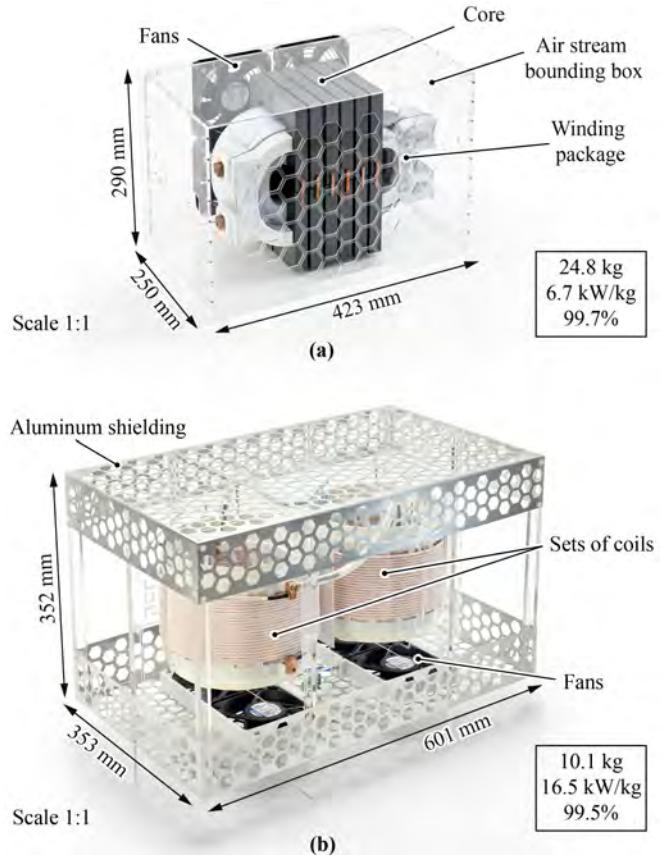 Fans
Core
Air stream
bounding box
Winding
package
290 mm
250 mm
423 mm
24.8 kg
6.7 kW/kg
99.7%
Scale 1:1
(a)
Aluminum shielding
352 mm
Sets of coils
Fans
353 mm
601 mm
10.1 kg
16.5 kW/kg
99.5%
Scale 1:1
(b)